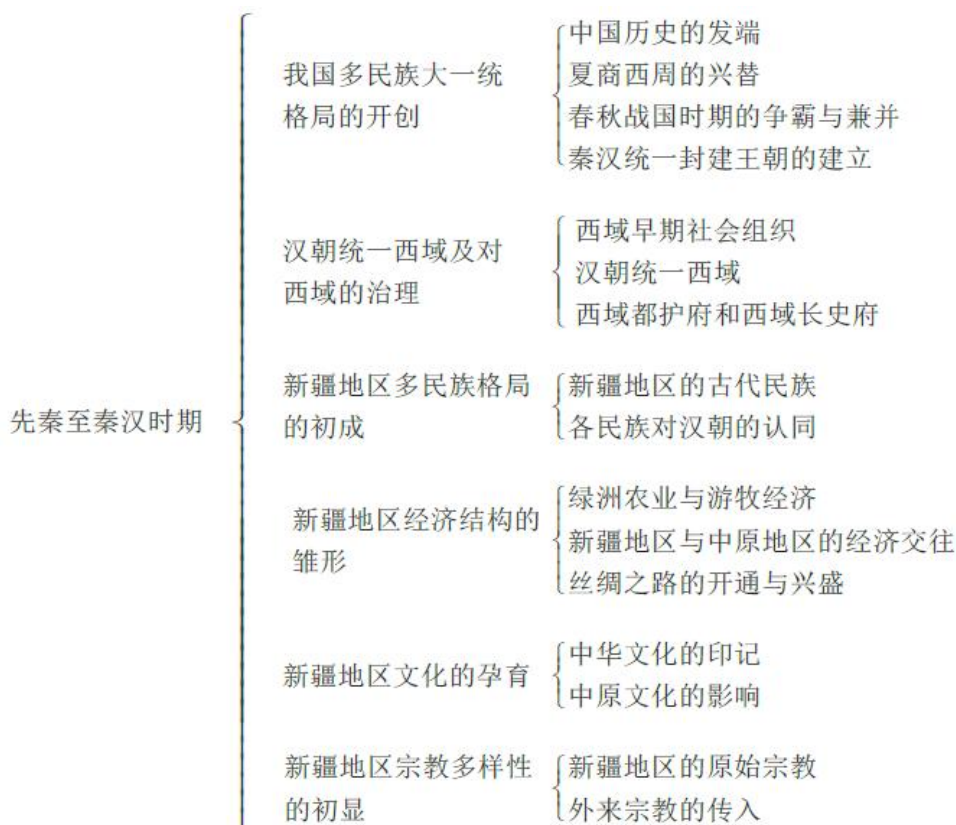 先秦至秦汉时期
我国多民族大一统
格局的开创
中国历史的发端
夏商西周的兴替
春秋战国时期的争霸与兼并
秦汉统一封建王朝的建立
汉朝统一西域及对
西域的治理
西域早期社会组织
汉朝统一西域
西域都护府和西域长史府
新疆地区多民族格局
的初成
新疆地区的古代民族
各民族对汉朝的认同
新疆地区经济结构的
雏形
绿洲农业与游牧经济
新疆地区与中原地区的经济交往
丝绸之路的开通与兴盛
新疆地区文化的孕育
中华文化的印记
中原文化的影响
新疆地区宗教多样性
的初显
新疆地区的原始宗教
外来宗教的传入